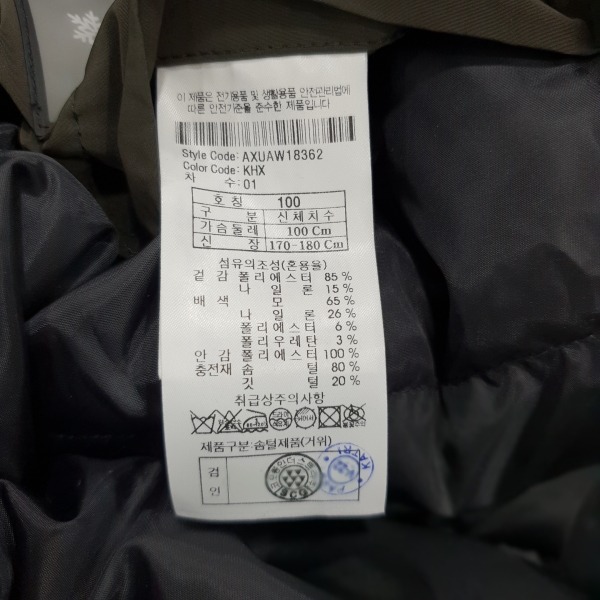 이 제품은 전기용품 및 생활용품 안전관리법에
따른 안전기준을 준수한 제품입니다
Style Code: AXUAW18362
Color Code: KHX
차 수: 01
호 칭 100
구 분 신체치수
가슴둘레 100 Cm
신 장 170-180 Cm
섬유의조성(혼용율)
겉 감 폴리에스터 85 %
나 일 론 15 %
배 색 모 65 %
나 일 론 26 %
폴리에스터 6 %
폴리우레탄 3 %
안 감 폴리에스터 100 %
충전재 솜 털 80 %
깃 털 20 %
취급상주의사항
드라이
제품구분:솜털제품(거위)
검
인
KATRI